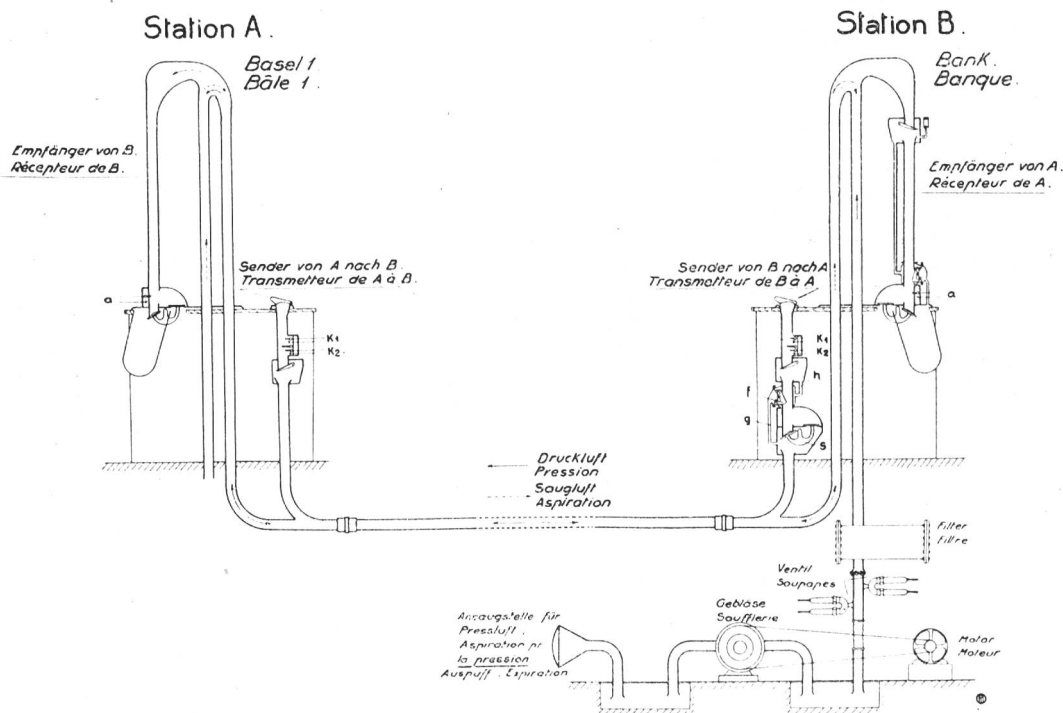 Station A.
Basel 1
Bâle 1.
Empfänger von B.
Récepteur de B.
Sender von A nach B.
Transmetteur de A à B.
a
K1
K2
Station B.
Bank.
Banque.
Empfänger von A.
Récepteur de A.
Sender von B nach A
Transmetteur de B à A
a
K1
K2
h
f
g
s
Druckluft
Pression
Saugluft
Aspiration
Filter
Filtre
Ventil
Soupapes
Gebläse
Soufflerie
Motor
Moteur
Ansaugstelle für
Pressluft.
Aspiration pr
la pression
Auspuff. Expiration